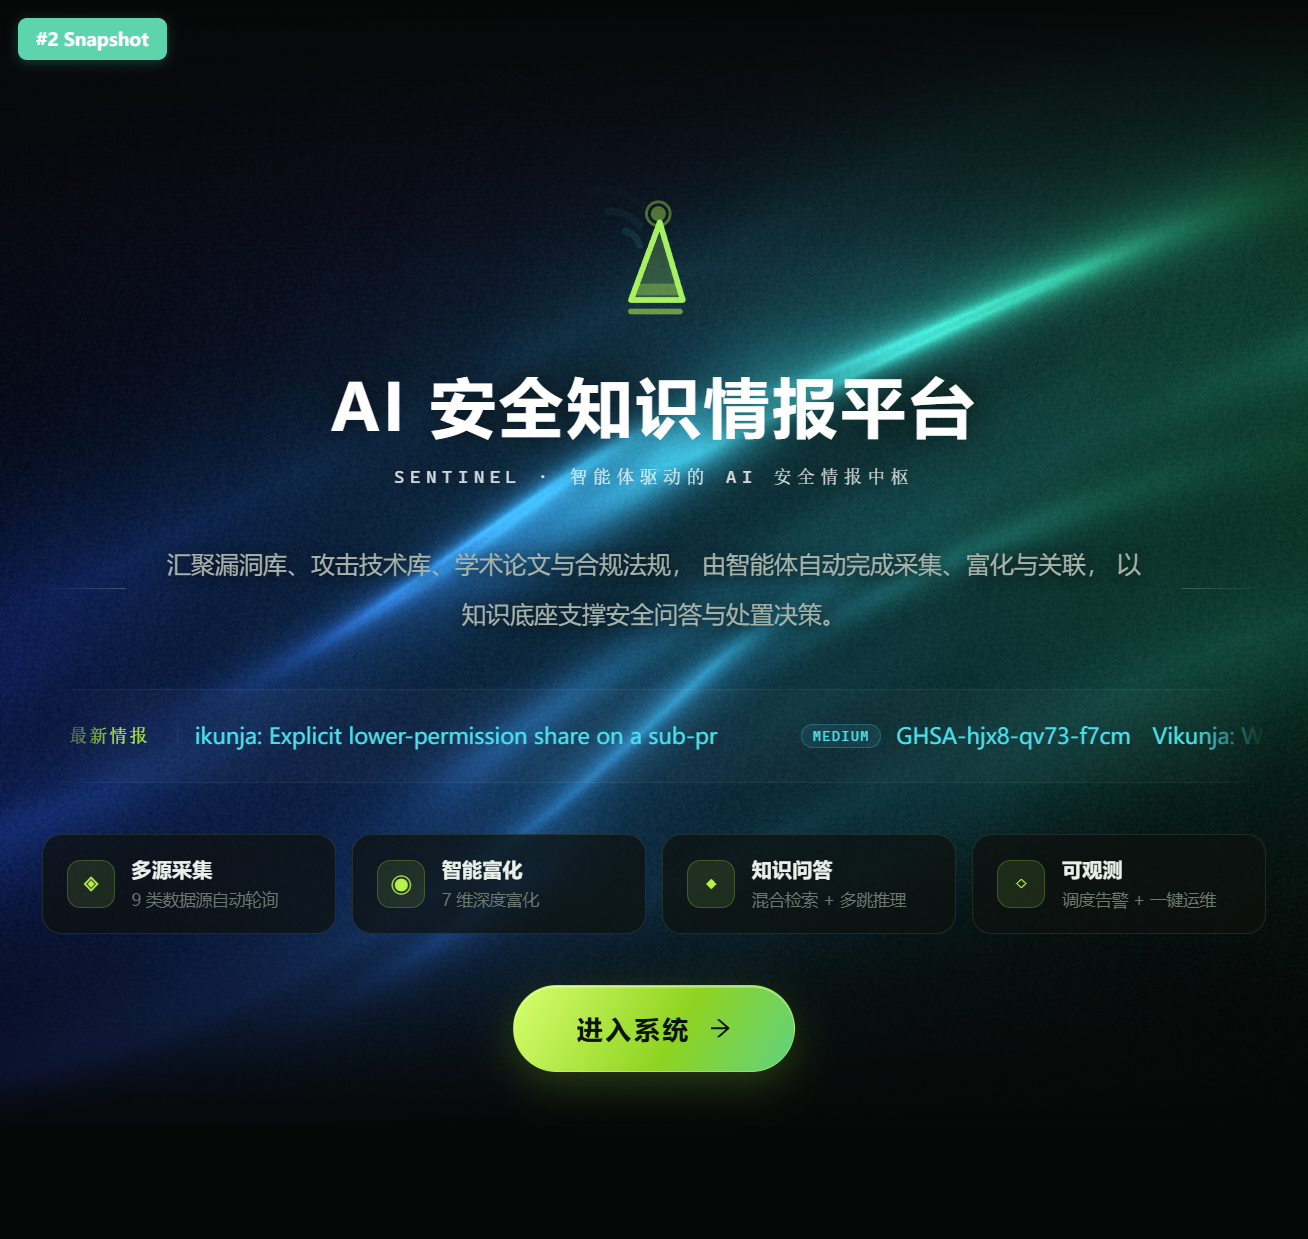 #2 Snapshot
AI 安全知识情报平台
SENTINEL · 智能体驱动的 AI 安全情报中枢
汇聚漏洞库、攻击技术库、学术论文与合规法规， 由智能体自动完成采集、富化与关联， 以
知识底座支撑安全问答与处置决策。
最新情报 ikunja: Explicit lower-permission share on a sub-pr MEDIUM GHSA-hjx8-qv73-f7cm Vikunja: W
多源采集
9 类数据源自动轮询
智能富化
7 维深度富化
知识问答
混合检索 + 多跳推理
可观测
调度告警 + 一键运维
进入系统 →